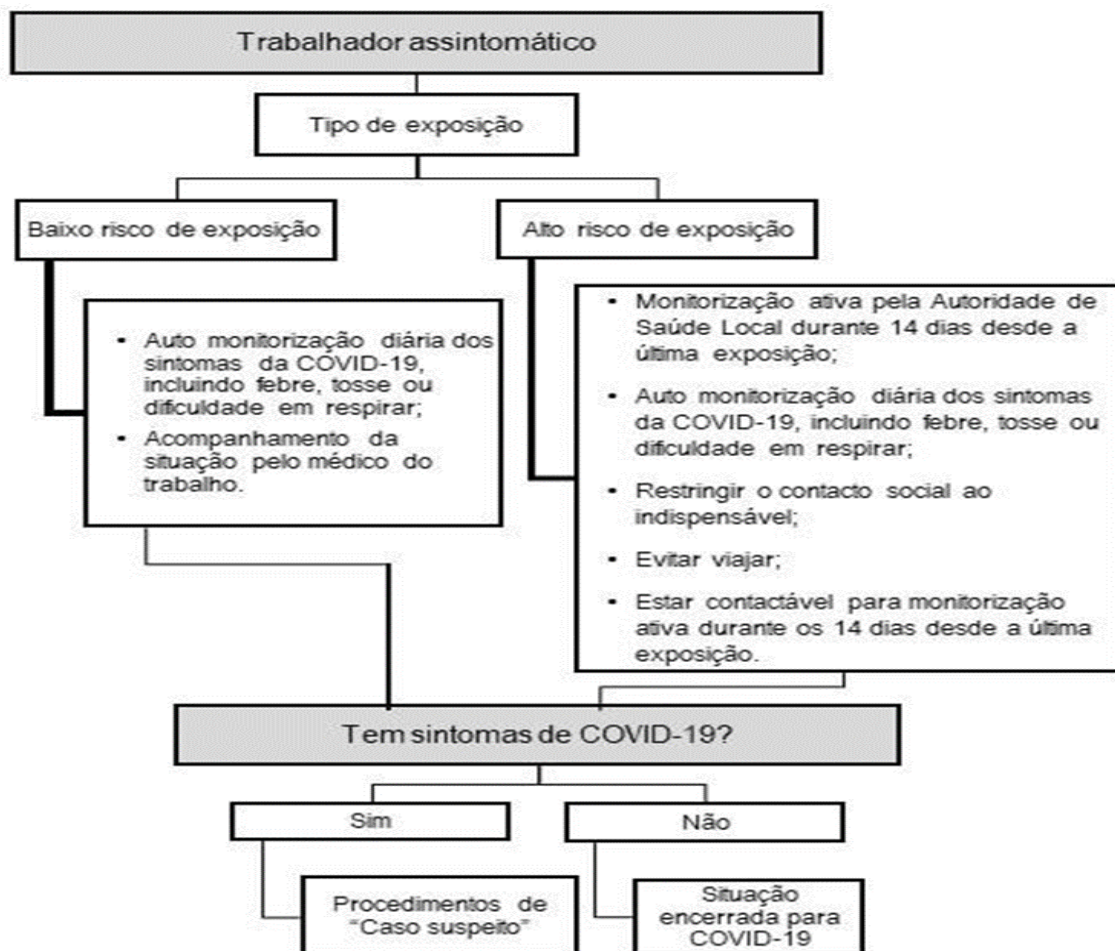 Trabalhador assintomático
Tipo de exposição
Baixo risco de exposição
Alto risco de exposição
• Auto monitorização diária dos
sintomas da COVID-19,
incluindo febre, tosse ou
dificuldade em respirar;
• Acompanhamento da
situação pelo médico do
trabalho.
• Monitorização ativa pela Autoridade de
Saúde Local durante 14 dias desde a
última exposição;
• Auto monitorização diária dos sintomas
da COVID-19, incluindo febre, tosse ou
dificuldade em respirar;
• Restringir o contacto social ao
indispensável;
• Evitar viajar;
• Estar contactável para monitorização
ativa durante os 14 dias desde a última
exposição.
Tem sintomas de COVID-19?
Sim
Não
Procedimentos de
“Caso suspeito”
Situação
encerrada para
COVID-19